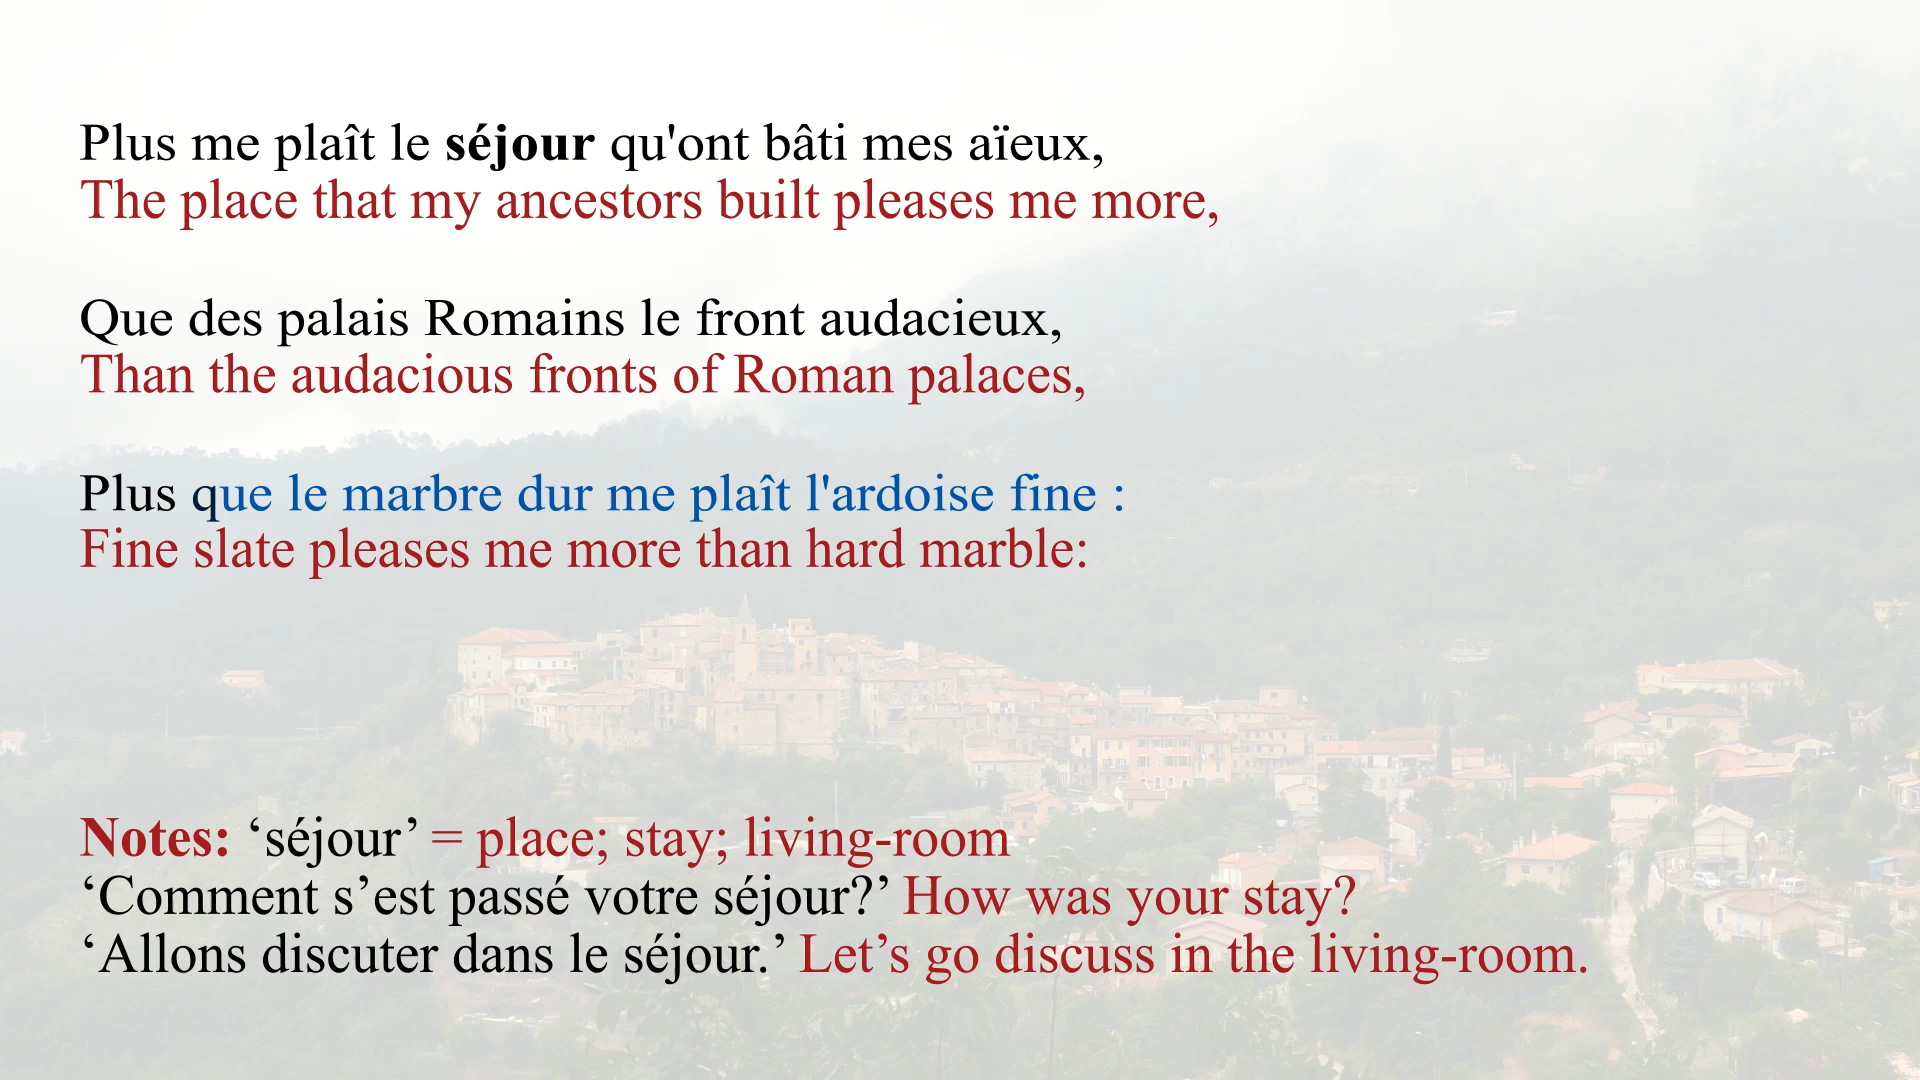 Plus me plaît le séjour qu'ont bâti mes aïeux,
The place that my ancestors built pleases me more,
Que des palais Romains le front audacieux,
Than the audacious fronts of Roman palaces,
Plus que le marbre dur me plaît l'ardoise fine :
Fine slate pleases me more than hard marble:
Notes: ‘séjour’ = place; stay; living-room
‘Comment s’est passé votre séjour?’ How was your stay?
‘Allons discuter dans le séjour.’ Let’s go discuss in the living-room.